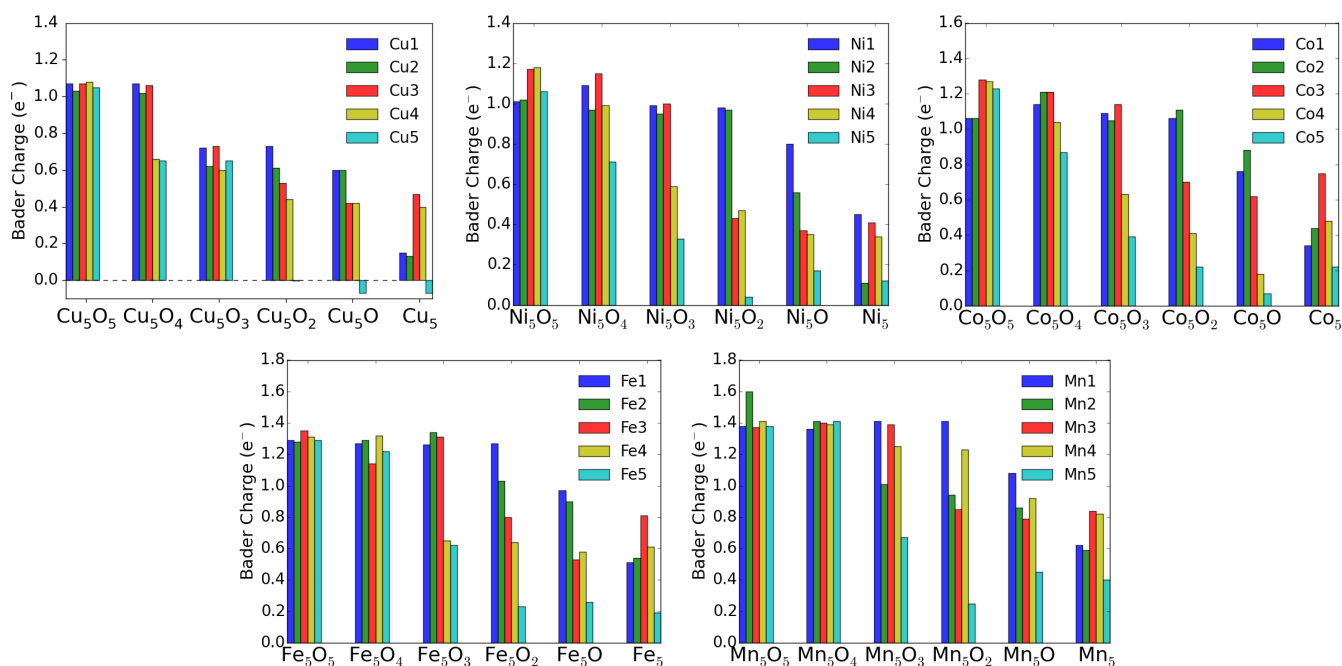 Bader Charge (e⁻)
1.4
1.2
1.0
0.8
0.6
0.4
0.2
0.0
Cu1
Cu2
Cu3
Cu4
Cu5
Cu₅O₅ Cu₅O₄ Cu₅O₃ Cu₅O₂ Cu₅O Cu₅
Bader Charge (e⁻)
1.4
1.2
1.0
0.8
0.6
0.4
0.2
0.0
Ni1
Ni2
Ni3
Ni4
Ni5
Ni₅O₅ Ni₅O₄ Ni₅O₃ Ni₅O₂ Ni₅O Ni₅
Bader Charge (e⁻)
1.6
1.4
1.2
1.0
0.8
0.6
0.4
0.2
0.0
Co1
Co2
Co3
Co4
Co5
Co₅O₅ Co₅O₄ Co₅O₃ Co₅O₂ Co₅O Co₅
Bader Charge (e⁻)
1.8
1.6
1.4
1.2
1.0
0.8
0.6
0.4
0.2
0.0
Fe1
Fe2
Fe3
Fe4
Fe5
Fe₅O₅ Fe₅O₄ Fe₅O₃ Fe₅O₂ Fe₅O Fe₅
Bader Charge (e⁻)
1.8
1.6
1.4
1.2
1.0
0.8
0.6
0.4
0.2
0.0
Mn1
Mn2
Mn3
Mn4
Mn5
Mn₅O₅ Mn₅O₄ Mn₅O₃ Mn₅O₂ Mn₅O Mn₅